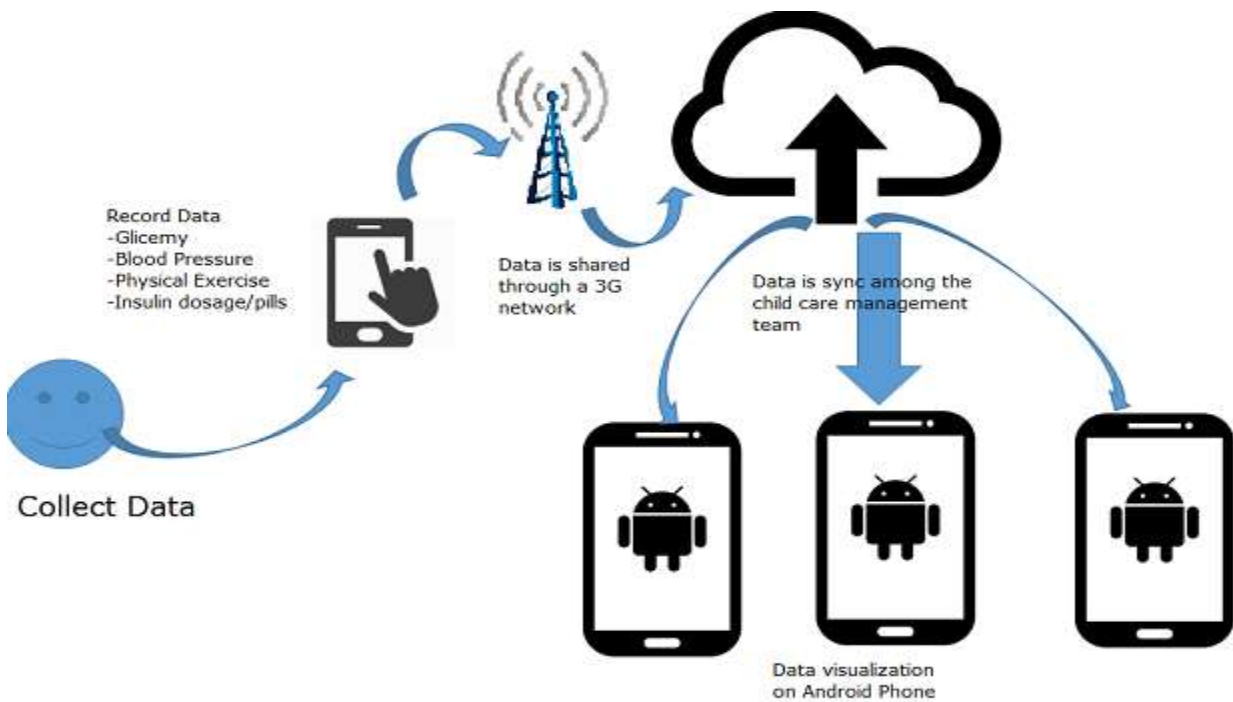 Record Data
-Glicemy
-Blood Pressure
-Physical Exercise
-Insulin dosage/pills
Collect Data
Data is shared
through a 3G
network
Data is sync among the
child care management
team
Data visualization
on Android Phone